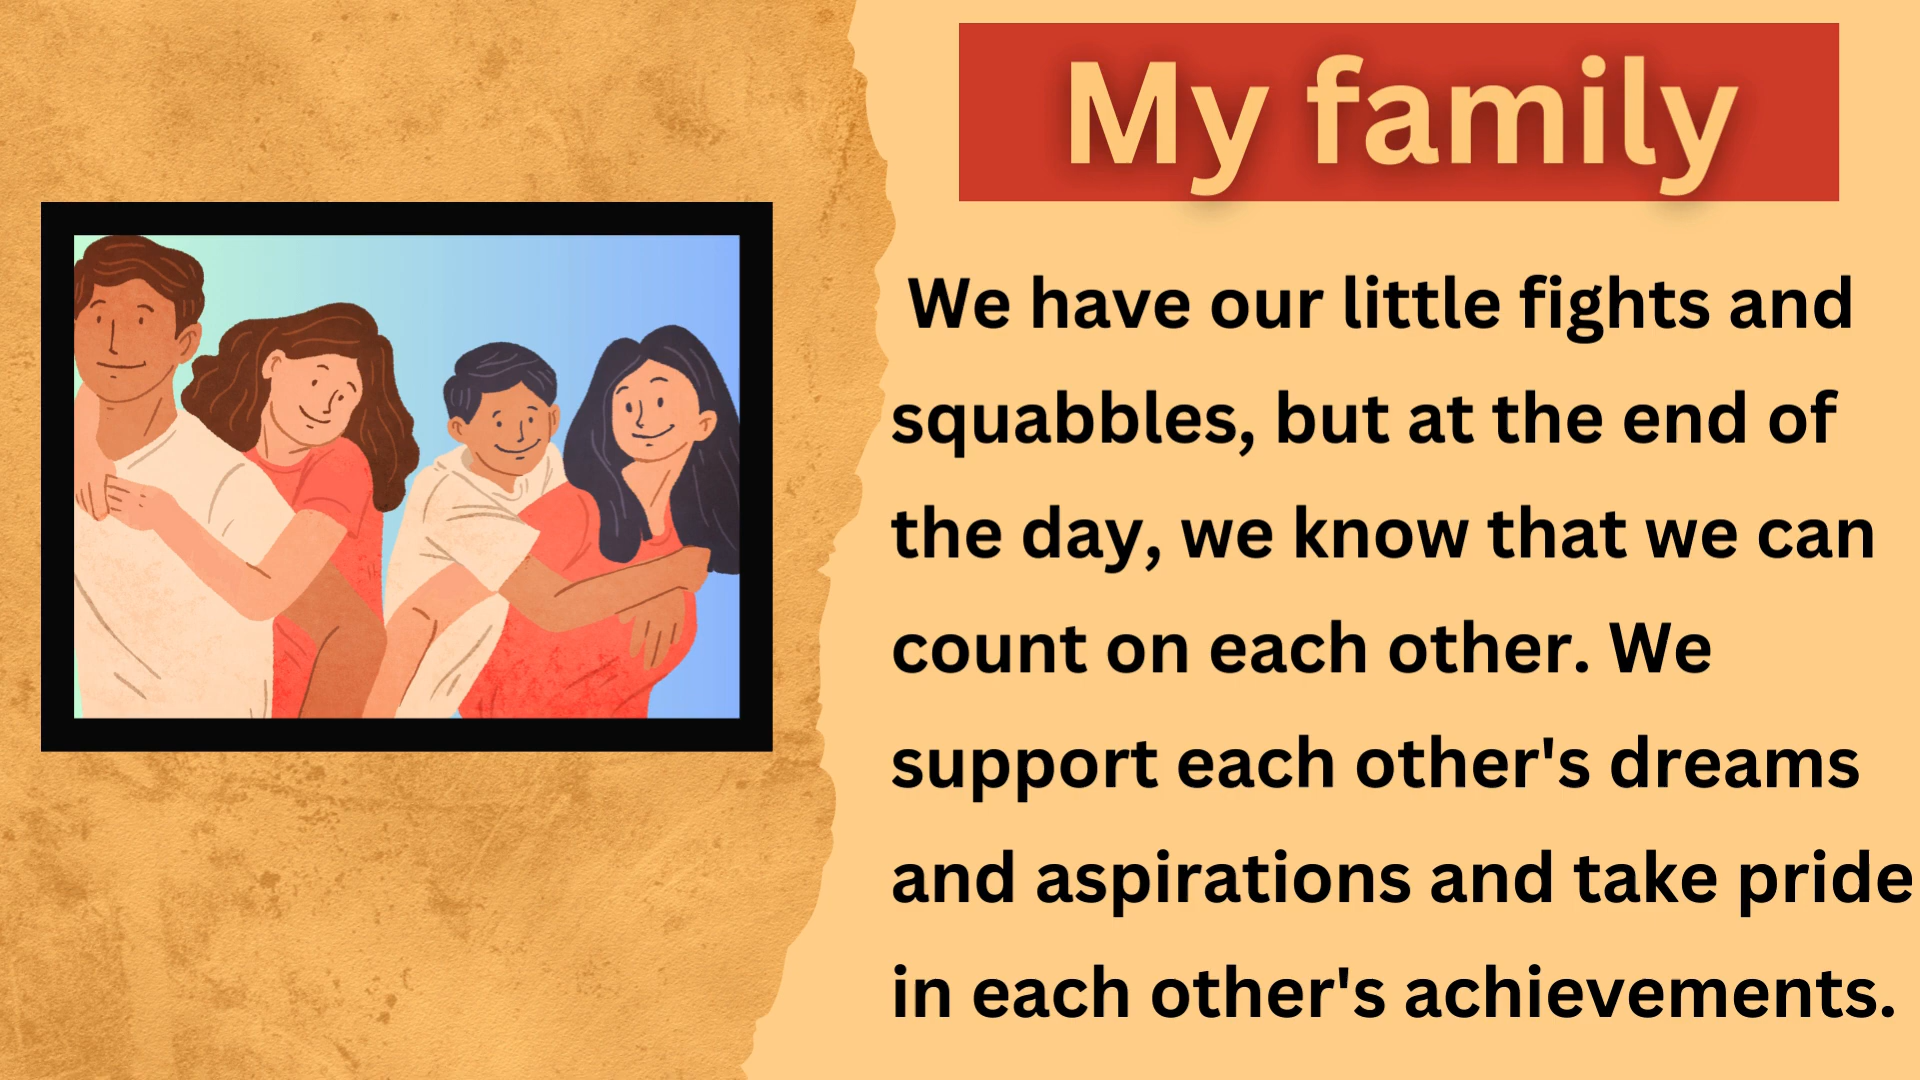 My family
We have our little fights and
squabbles, but at the end of
the day, we know that we can
count on each other. We
support each other's dreams
and aspirations and take pride
in each other's achievements.